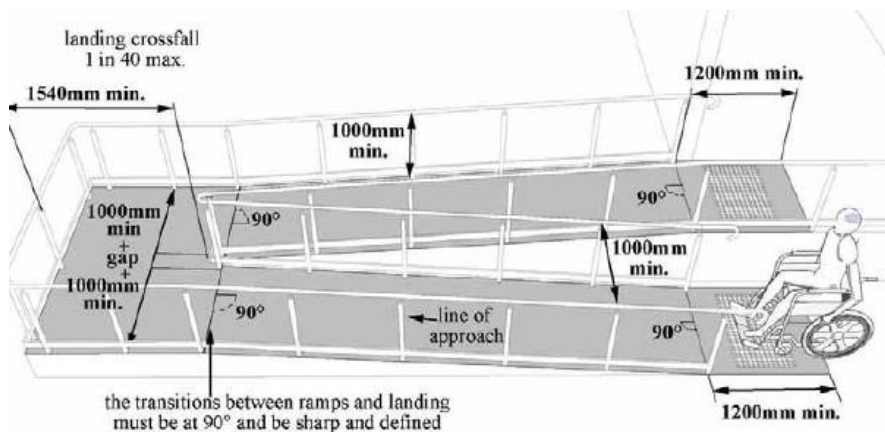 landing crossfall
1 in 40 max.
1540mm min.
1200mm min.
1000mm
min.
90°
90°
1000mm
min
+
gap
+
1000mm
min.
1000mm
min.
90°
line of
approach
90°
the transitions between ramps and landing
must be at 90° and be sharp and defined
1200mm min.